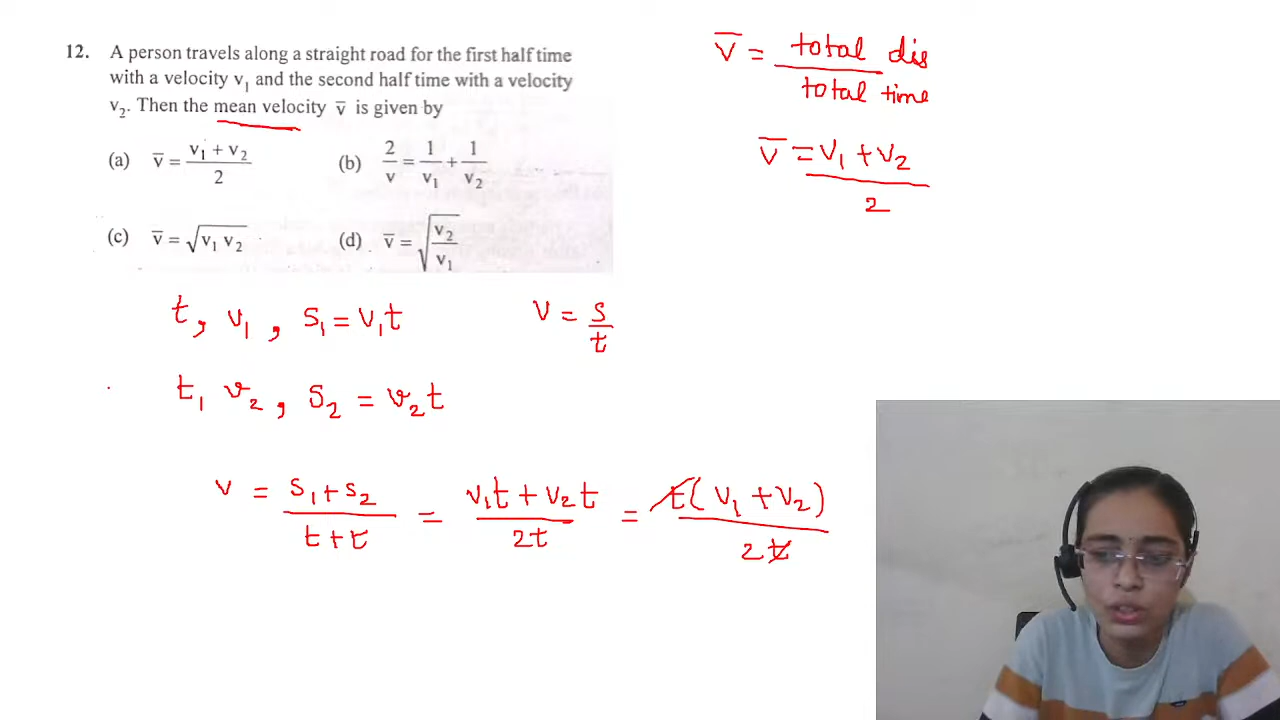 12. A person travels along a straight road for the first half time
with a velocity v₁ and the second half time with a velocity
v₂. Then the mean velocity v̄ is given by
(a) v̄ = (v₁ + v₂)/2 (b) 2/v = 1/v₁ + 1/v₂
(c) v̄ = √(v₁ v₂) (d) v̄ = √(v₂/v₁)
v̄ = total dis / total time
v̄ = (v₁ + v₂)/2
t, v₁, s₁ = v₁t
v = s/t
t₁ v₂, s₂ = v₂t
v = (s₁+s₂)/(t+t) = (v₁t + v₂t)/2t = t(v₁ + v₂)/2t